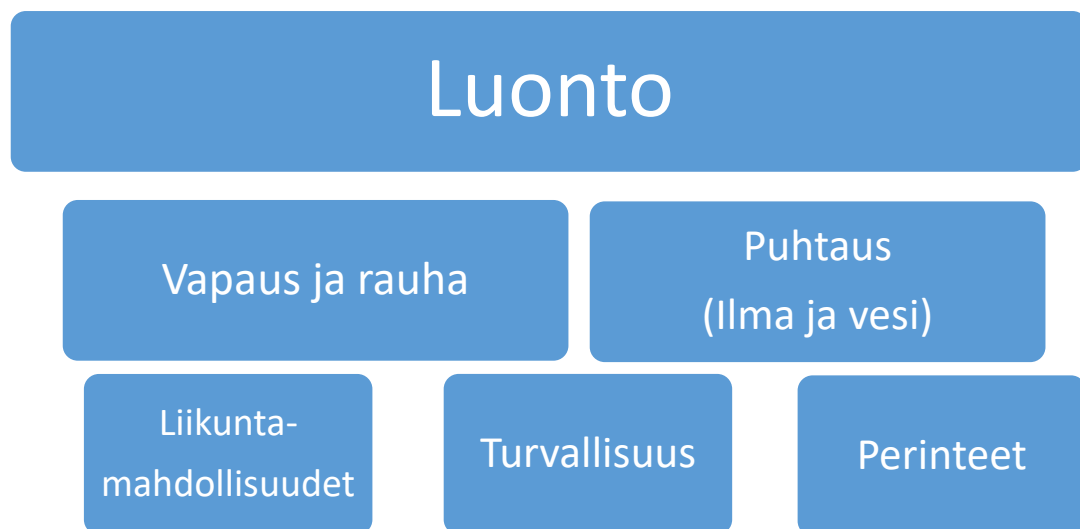 Luonto
Vapaus ja rauha
Puhtaus
(Ilma ja vesi)
Liikunta-
mahdollisuudet
Turvallisuus
Perinteet